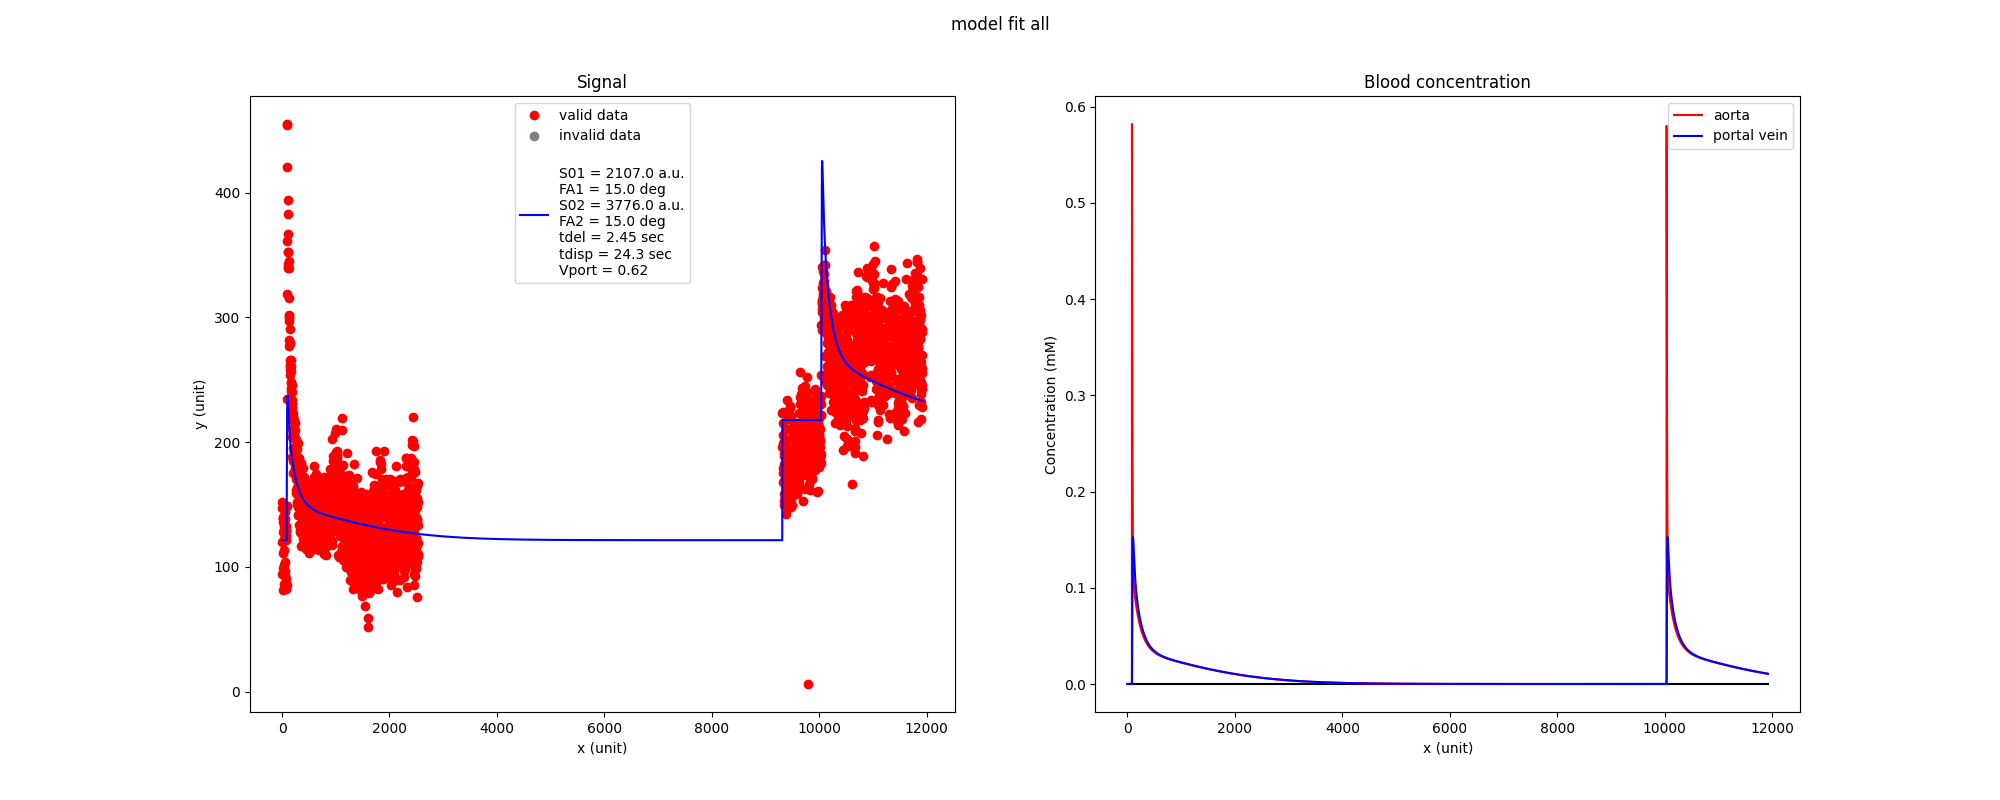 model fit all
Signal
400
300
200
100
0
y (unit)
valid data
invalid data
S01 = 2107.0 a.u.
FA1 = 15.0 deg
S02 = 3776.0 a.u.
FA2 = 15.0 deg
tdel = 2.45 sec
tdisp = 24.3 sec
Vport = 0.62
0 2000 4000 6000 8000 10000 12000
x (unit)
Blood concentration
0.6
0.5
0.4
0.3
0.2
0.1
0.0
Concentration (mM)
aorta
portal vein
0 2000 4000 6000 8000 10000 12000
x (unit)